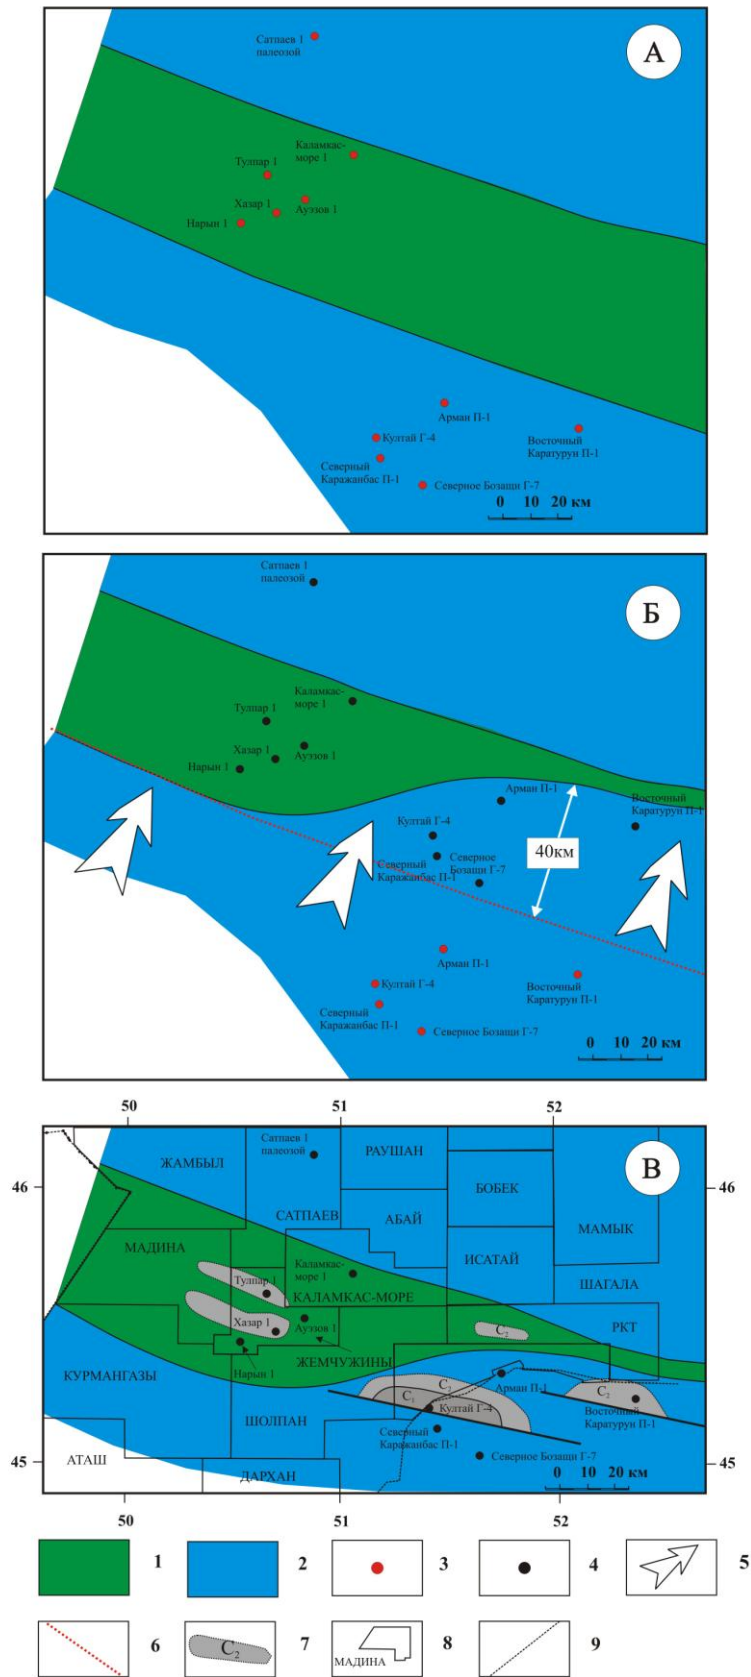 Сатпаев 1
палеозой
А
Каламкас-
море 1
Тулпар 1
Хазар 1
Ауэзов 1
Нарын 1
Арман П-1
Култай Г-4
Восточный
Каратурун П-1
Северный
Каражанбас П-1
Северное Бозащи Г-7
0 10 20 км
Сатпаев 1
палеозой
Б
Каламкас-
море 1
Тулпар 1
Хазар 1
Ауэзов 1
Нарын 1
Арман П-1
Восточный
Каратурун П-1
Култай Г-4
40км
Северный
Каражанбас П-1
Северное
Бозащи Г-7
Арман П-1
Култай Г-4
Восточный
Каратурун П-1
Северный
Каражанбас П-1
Северное Бозащи Г-7
0 10 20 км
50 51 52
Сатпаев 1
палеозой
В
ЖАМБЫЛ
РАУШАН
БОБЕК
46 46
САТПАЕВ
АБАЙ
МАМЫК
МАДИНА
ИСАТАЙ
Каламкас-
море 1
Тулпар 1
ШАГАЛА
КАЛАМКАС-МОРЕ
Хазар 1
Ауэзов 1
C₂
РКТ
ЖЕМЧУЖИНЫ
Нарын 1
КУРМАНГАЗЫ
C₂
Арман П-1
C₂
C₁
Култай Г-4
Восточный
Каратурун П-1
ШОЛПАН
Северный
Каражанбас П-1
Северное Бозащи Г-7
45 45
АТАШ
ДАРХАН
0 10 20 км
50 51 52
1 2 3 4 5
6 C₂ 7 МАДИНА 8 9